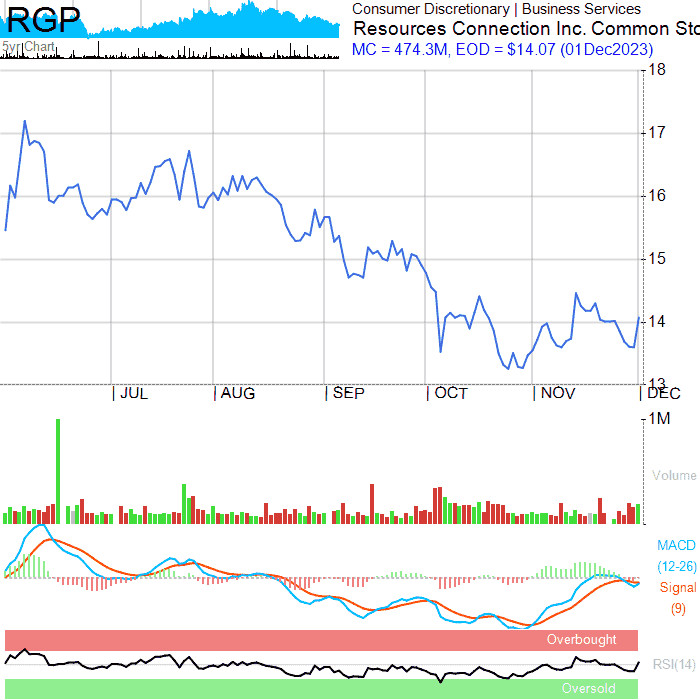 RGP
5yr Chart
Consumer Discretionary | Business Services
Resources Connection Inc. Common Sto
MC = 474.3M, EOD = $14.07 (01Dec2023)
18
17
16
15
14
13
JUL AUG SEP OCT NOV DEC
1M
Volume
MACD
(12-26)
Signal
(9)
Overbought
RSI(14)
Oversold